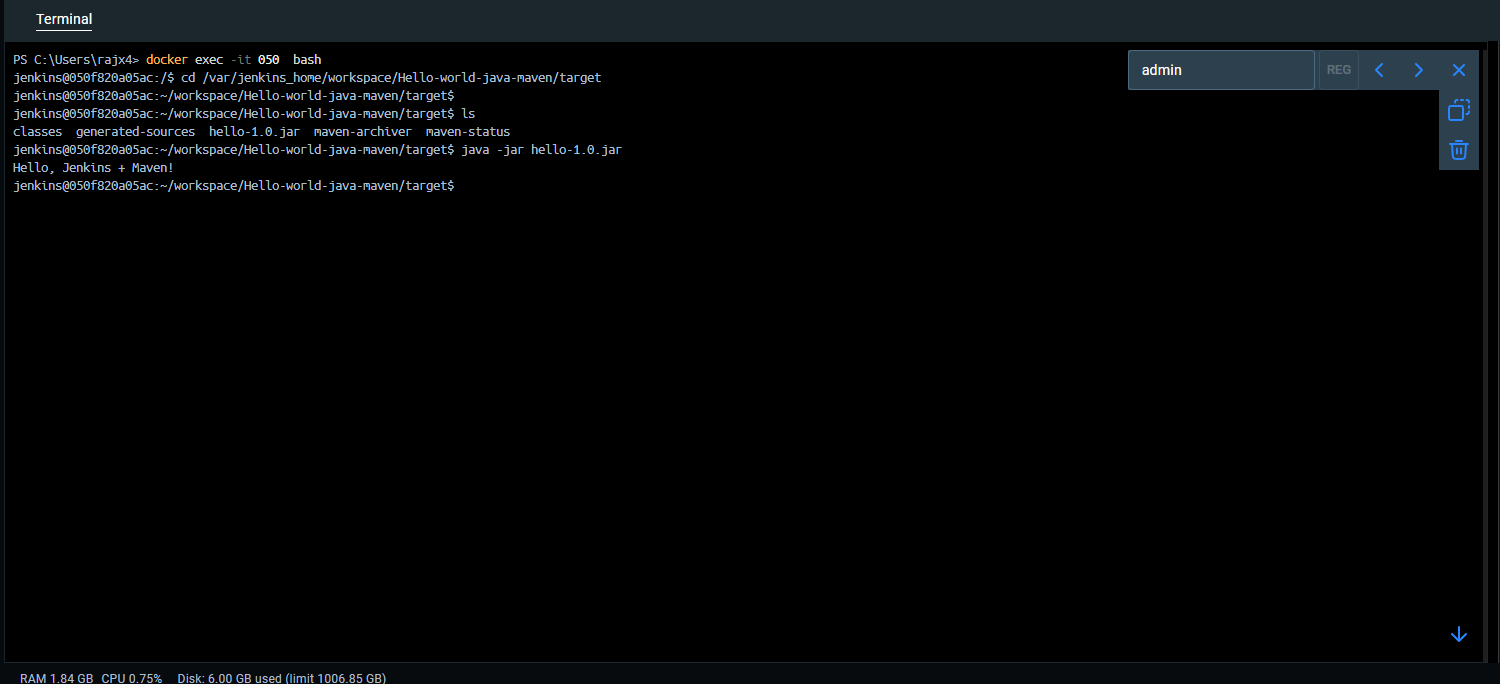 Terminal
PS C:\Users\rajx4> docker exec -it 050  bash
jenkins@050f820a05ac:/$ cd /var/jenkins_home/workspace/Hello-world-java-maven/target
jenkins@050f820a05ac:~/workspace/Hello-world-java-maven/target$
jenkins@050f820a05ac:~/workspace/Hello-world-java-maven/target$ ls
classes  generated-sources  hello-1.0.jar  maven-archiver  maven-status
jenkins@050f820a05ac:~/workspace/Hello-world-java-maven/target$ java -jar hello-1.0.jar
Hello, Jenkins + Maven!
jenkins@050f820a05ac:~/workspace/Hello-world-java-maven/target$
admin
REG
RAM 1.84 GB  CPU 0.75%  Disk: 6.00 GB used (limit 1006.85 GB)